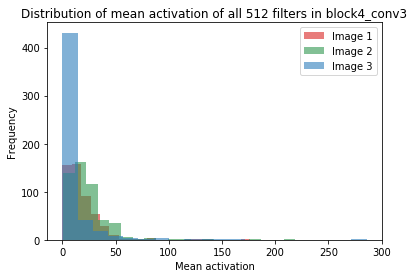 Distribution of mean activation of all 512 filters in block4_conv3
Image 1
Image 2
Image 3
Frequency
400
300
200
100
0
0
50
100
150
200
250
300
Mean activation